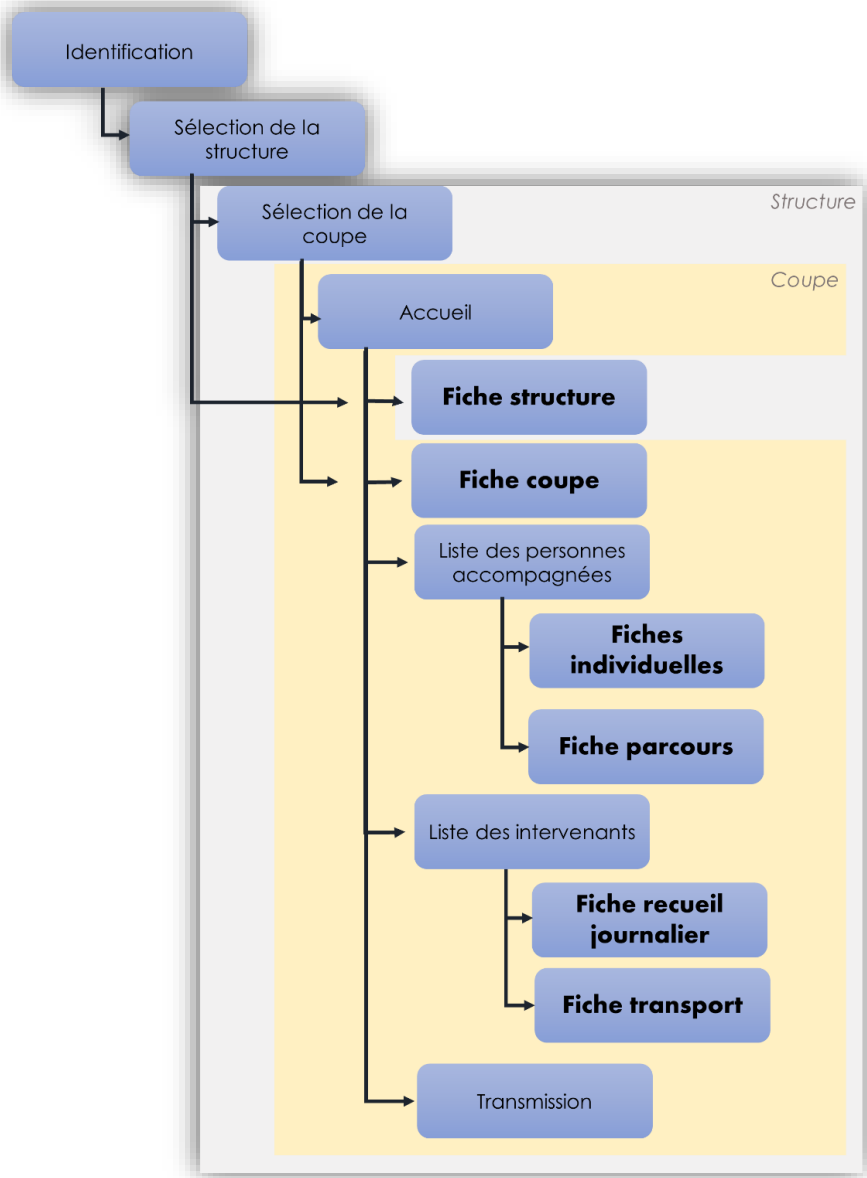 Identification
Sélection de la
structure
Structure
Sélection de la
coupe
Coupe
Accueil
Fiche structure
Fiche coupe
Liste des personnes
accompagnées
Fiches
individuelles
Fiche parcours
Liste des intervenants
Fiche recueil
journalier
Fiche transport
Transmission